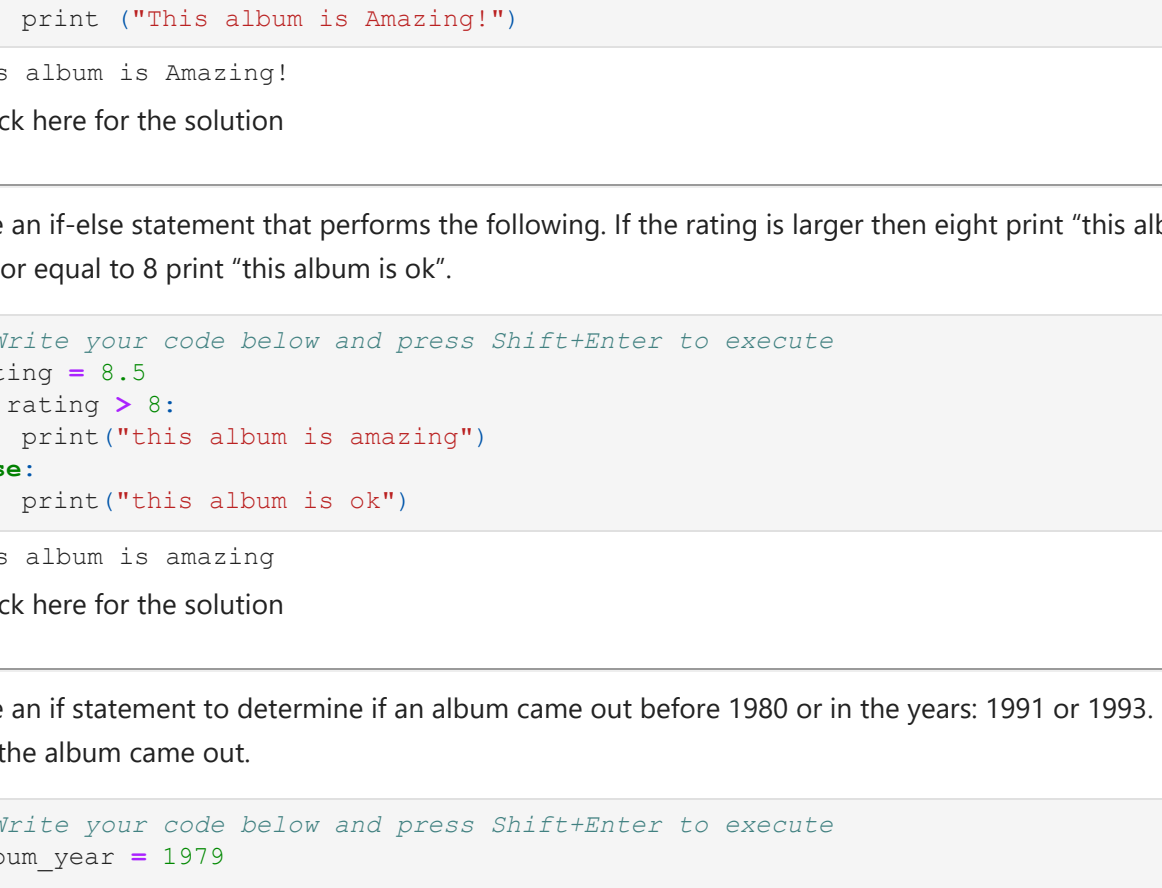 print ("This album is Amazing!")
s album is Amazing!
ck here for the solution
e an if-else statement that performs the following. If the rating is larger then eight print “this alb
or equal to 8 print “this album is ok”.
Write your code below and press Shift+Enter to execute
ting = 8.5
rating > 8:
print("this album is amazing")
se:
print("this album is ok")
s album is amazing
ck here for the solution
e an if statement to determine if an album came out before 1980 or in the years: 1991 or 1993.
the album came out.
Write your code below and press Shift+Enter to execute
bum_year = 1979